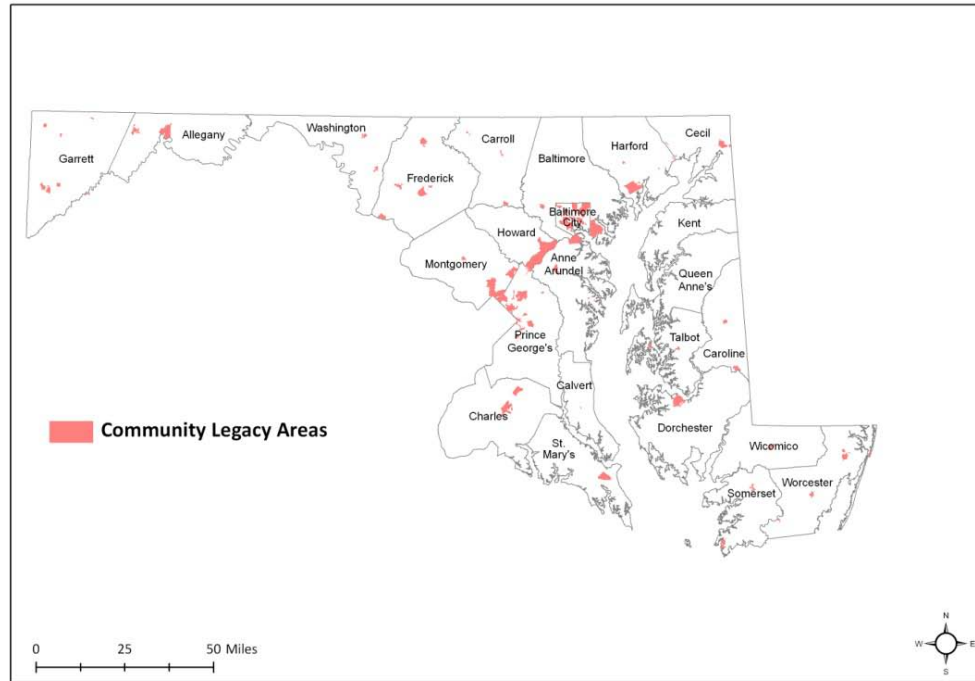 Garrett
Allegany
Washington
Frederick
Carroll
Baltimore
Harford
Cecil
Baltimore
City
Howard
Montgomery
Anne
Arundel
Kent
Queen
Anne's
Prince
George's
Talbot
Caroline
Calvert
Charles
St.
Mary's
Dorchester
Wicomico
Worcester
Somerset
Community Legacy Areas
0 25 50 Miles
N
W E
S